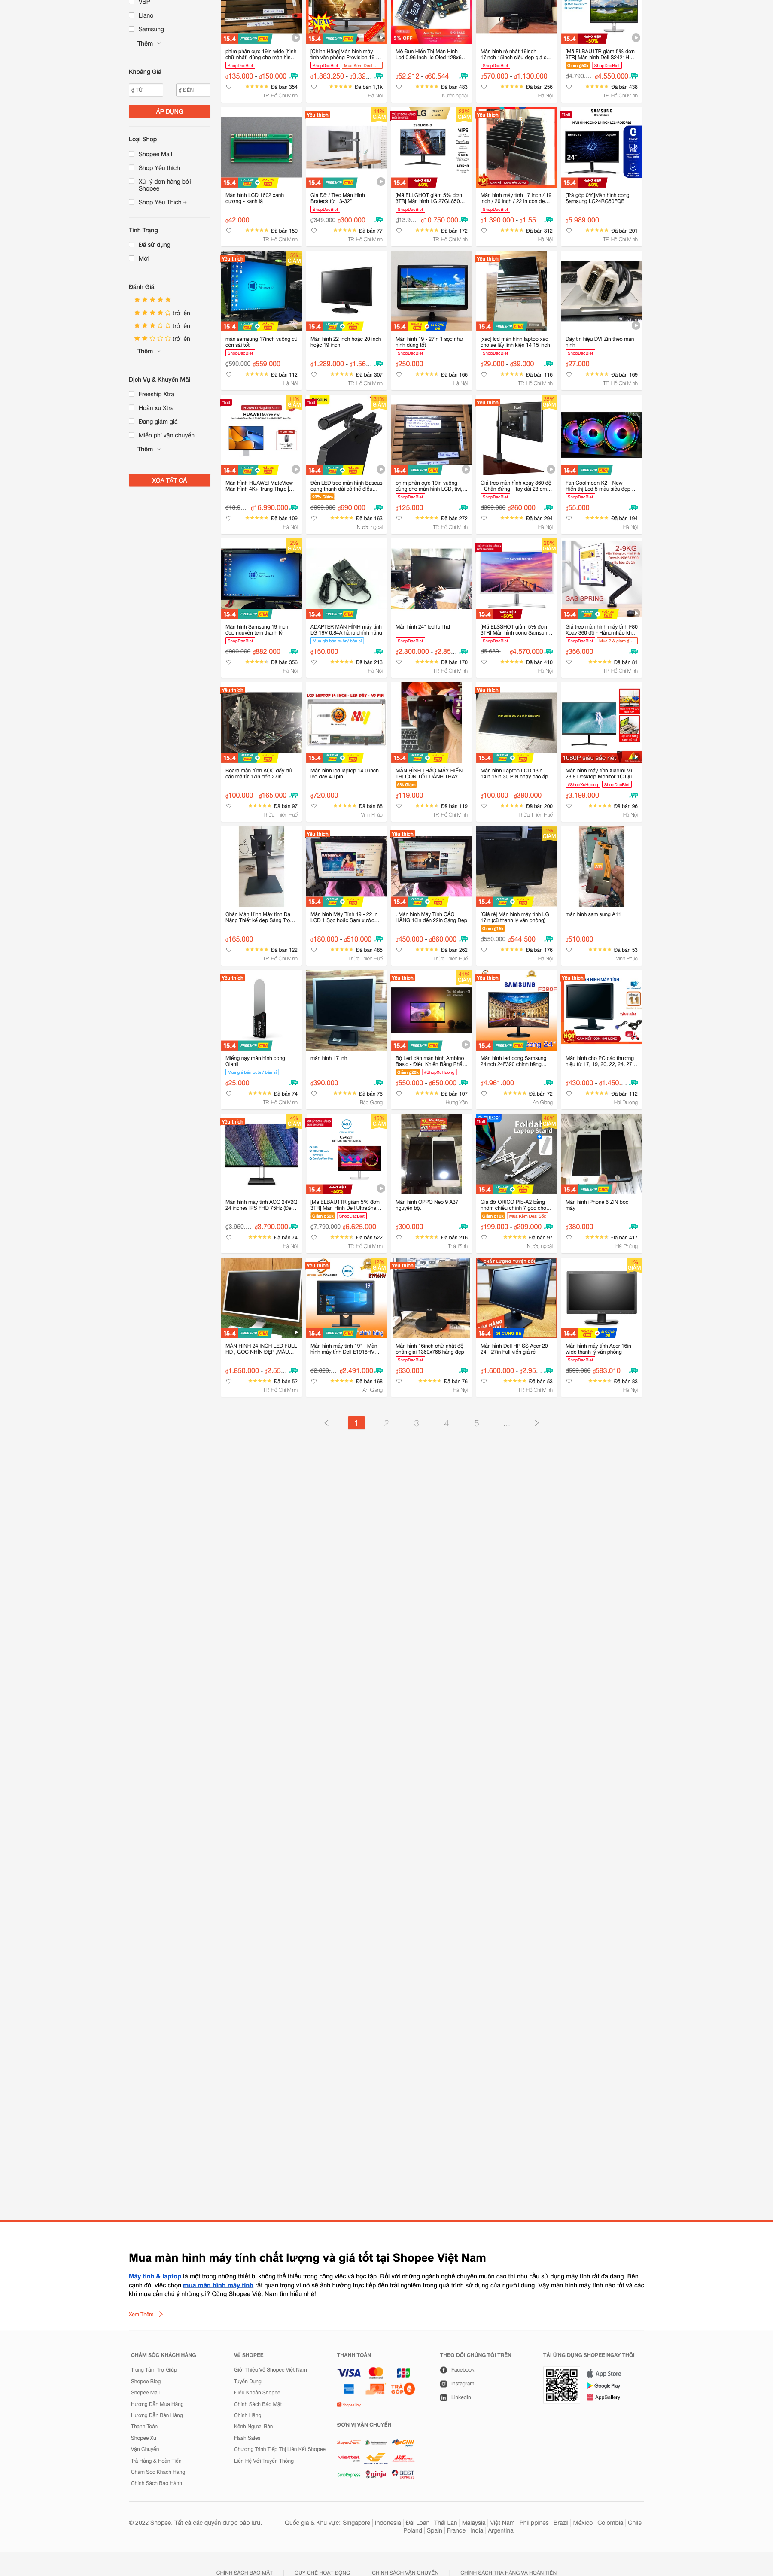 VSP
Llano
Samsung
Thêm
Khoảng Giá
₫ TỪ
₫ ĐẾN
ÁP DỤNG
Loại Shop
Shopee Mall
Shop Yêu thích
Xử lý đơn hàng bởi
Shopee
Shop Yêu Thích +
Tình Trạng
Đã sử dụng
Mới
Đánh Giá
trở lên
trở lên
trở lên
Thêm
Dịch Vụ & Khuyến Mãi
Freeship Xtra
Hoàn xu Xtra
Đang giảm giá
Miễn phí vận chuyển
Thêm
XÓA TẤT CẢ
phim phân cực 19in wide (hình
chữ nhật) dùng cho màn hìn...
ShopDacBiet
₫135.000 - ₫150.000
Đã bán 354
TP. Hồ Chí Minh
[Chính Hãng]Màn hình máy
tính văn phòng Provision 19 ...
₫1.883.250 - ₫3.32...
Đã bán 1,1k
Hà Nội
Mô Đun Hiển Thị Màn Hình
Lcd 0.96 inch Iic Oled 128x6...
₫52.212 - ₫60.544
Đã bán 483
Nước ngoài
Màn hình rẻ nhất 19inch
17inch 15inch siêu đẹp giá c...
₫570.000 - ₫1.130.000
Đã bán 256
Hà Nội
[Mã ELBAU1TR giảm 5% đơn
3TR] Màn hình Dell S2421H...
₫4.550.000
Đã bán 438
TP. Hồ Chí Minh
Màn hình LCD 1602 xanh
dương - xanh lá
₫42.000
Đã bán 150
TP. Hồ Chí Minh
Giá Đỡ / Treo Màn Hình
Brateck từ 13-32"
₫349.000 ₫300.000
Đã bán 77
TP. Hồ Chí Minh
[Mã ELLGHOT giảm 5% đơn
3TR] Màn hình LG 27GL850...
₫10.750.000
Đã bán 172
TP. Hồ Chí Minh
Màn hình máy tính 17 inch / 19
inch / 20 inch / 22 in còn đẹ...
₫1.390.000 - ₫1.55...
Đã bán 312
Hà Nội
[Trả góp 0%]Màn hình cong
Samsung LC24RG50FQE
₫5.989.000
Đã bán 201
TP. Hồ Chí Minh
màn samsung 17inch vuông cũ
còn sài tốt
₫590.000 ₫559.000
Đã bán 112
Hà Nội
Màn hình 22 inch hoặc 20 inch
hoặc 19 inch
₫1.289.000 - ₫1.56...
Đã bán 307
TP. Hồ Chí Minh
Màn hình 19 - 27in 1 sọc như
hình dùng tốt
₫250.000
Đã bán 166
Hà Nội
[xac] lcd màn hình laptop xác
cho ae lấy linh kiện 14 15 inch
₫29.000 - ₫39.000
Đã bán 116
TP. Hồ Chí Minh
Dây tín hiệu DVI Zin theo màn
hình
₫27.000
Đã bán 169
TP. Hồ Chí Minh
Màn Hình HUAWEI MateView |
Màn Hình 4K+ Trung Thực |...
₫16.990.000
Đã bán 109
Hà Nội
Đèn LED treo màn hình Baseus
dạng thanh dài có thể điều...
₫999.000 ₫690.000
Đã bán 163
Nước ngoài
phim phân cực 19in vuông
dùng cho màn hình LCD, tivi,...
₫125.000
Đã bán 272
TP. Hồ Chí Minh
Giá treo màn hình xoay 360 độ
- Chân đứng - Tay dài 23 cm...
₫399.000 ₫260.000
Đã bán 294
Hà Nội
Fan Coolmoon K2 - New -
Hiển thị Led 5 màu siêu đẹp ...
₫55.000
Đã bán 194
Hà Nội
Màn hình Samsung 19 inch
đẹp nguyên tem thanh lý
₫900.000 ₫882.000
Đã bán 356
Hà Nội
ADAPTER MÀN HÌNH máy tính
LG 19V 0.84A hàng chính hãng
Mua giá bán buôn/ bán sỉ
₫150.000
Đã bán 213
Hà Nội
Màn hình 24" led full hd
₫2.300.000 - ₫2.85...
Đã bán 170
TP. Hồ Chí Minh
[Mã ELSSHOT giảm 5% đơn
3TR] Màn hình cong Samsun...
₫4.570.000
Đã bán 410
Hà Nội
Giá treo màn hình máy tính F80
Xoay 360 độ - Hàng nhập kh...
₫356.000
Đã bán 81
TP. Hồ Chí Minh
Board màn hình AOC đầy đủ
các mã từ 17in đến 27in
₫100.000 - ₫165.000
Đã bán 97
Thừa Thiên Huế
Màn hình lcd laptop 14.0 inch
led dày 40 pin
₫720.000
Đã bán 88
Vĩnh Phúc
MÀN HÌNH THÁO MÁY HIỂN
THỊ CÒN TỐT DÀNH THAY...
₫119.000
Đã bán 119
TP. Hồ Chí Minh
Màn hình Laptop LCD 13in
14in 15in 30 PIN chạy cao áp
₫100.000 - ₫380.000
Đã bán 200
Thừa Thiên Huế
Màn hình máy tính Xiaomi Mi
23.8 Desktop Monitor 1C Qu...
₫3.199.000
Đã bán 96
Hà Nội
Chân Màn Hình Máy tính Đa
Năng Thiết kế đẹp Sáng Trọ...
₫165.000
Đã bán 122
TP. Hồ Chí Minh
Màn hình Máy Tính 19 - 22 in
LCD 1 Sọc hoặc Sạm xước...
₫180.000 - ₫510.000
Đã bán 485
Thừa Thiên Huế
. Màn hình Máy Tính CÁC
HÃNG 16in đến 22in Sáng Đẹp
₫450.000 - ₫860.000
Đã bán 262
Thừa Thiên Huế
[Giá rẻ] Màn hình máy tính LG
17in (cũ thanh lý văn phòng)
₫550.000 ₫544.500
Đã bán 176
Hà Nội
màn hình sam sung A11
₫510.000
Đã bán 53
Vĩnh Phúc
Miếng nạy màn hình cong
Qianli
Mua giá bán buôn/ bán sỉ
₫25.000
Đã bán 74
TP. Hồ Chí Minh
màn hình 17 inh
₫390.000
Đã bán 76
Bắc Giang
Bộ Led dán màn hình Ambino
Basic - Điều Khiển Bằng Phầ...
₫550.000 - ₫650.000
Đã bán 107
Hưng Yên
Màn hình led cong Samsung
24inch 24F390 chính hãng...
₫4.961.000
Đã bán 72
An Giang
Màn hình cho PC các thương
hiệu từ 17, 19, 20, 22, 24, 27...
₫430.000 - ₫1.450....
Đã bán 112
Hải Dương
Màn hình máy tính AOC 24V2Q
24 inches IPS FHD 75Hz (Đe...
₫3.790.000
Đã bán 74
Hà Nội
[Mã ELBAU1TR giảm 5% đơn
3TR] Màn Hình Dell UltraSha...
₫7.790.000 ₫6.625.000
Đã bán 522
TP. Hồ Chí Minh
Màn hình OPPO Neo 9 A37
nguyên bộ.
₫300.000
Đã bán 216
Thái Bình
Giá đỡ ORICO Pfb-A2 bằng
nhôm chiều chỉnh 7 góc cho...
₫199.000 - ₫209.000
Đã bán 97
Nước ngoài
Màn hình iPhone 6 ZIN bóc
máy
₫380.000
Đã bán 417
Hải Phòng
MÀN HÌNH 24 INCH LED FULL
HD , GÓC NHÌN ĐẸP ,MÀU...
₫1.850.000 - ₫2.55...
Đã bán 52
TP. Hồ Chí Minh
Màn hình máy tính 19" - Màn
hình máy tính Dell E1916HV...
₫2.491.000
Đã bán 168
An Giang
Màn hình 16inch chữ nhật độ
phân giải 1360x768 hàng đẹp
₫630.000
Đã bán 76
Hà Nội
Màn hình Dell HP SS Acer 20 -
24 - 27in Full viền giá rẻ
₫1.600.000 - ₫2.95...
Đã bán 53
TP. Hồ Chí Minh
Màn hình máy tính Acer 16in
wide thanh lý văn phòng
₫599.000 ₫593.010
Đã bán 83
Hà Nội
1 2 3 4 5 ...
Mua màn hình máy tính chất lượng và giá tốt tại Shopee Việt Nam
Máy tính & laptop là một trong những thiết bị không thể thiếu trong công việc và học tập. Đối với những ngành nghề chuyên muôn cao thì nhu cầu sử dụng máy tính rất đa dạng. Bên
cạnh đó, việc chọn mua màn hình máy tính rất quan trọng vì nó sẽ ảnh hưởng trực tiếp đến trải nghiệm trong quá trình sử dụng của người dùng. Vậy màn hình máy tính nào tốt và các
khi mua cần chú ý những gì? Cùng Shopee Việt Nam tìm hiểu nhé!
Xem Thêm
CHĂM SÓC KHÁCH HÀNG
Trung Tâm Trợ Giúp
Shopee Blog
Shopee Mall
Hướng Dẫn Mua Hàng
Hướng Dẫn Bán Hàng
Thanh Toán
Shopee Xu
Vận Chuyển
Trả Hàng & Hoàn Tiền
Chăm Sóc Khách Hàng
Chính Sách Bảo Hành
VỀ SHOPEE
Giới Thiệu Về Shopee Việt Nam
Tuyển Dụng
Điều Khoản Shopee
Chính Sách Bảo Mật
Chính Hãng
Kênh Người Bán
Flash Sales
Chương Trình Tiếp Thị Liên Kết Shopee
Liên Hệ Với Truyền Thông
THANH TOÁN
VISA
ĐƠN VỊ VẬN CHUYỂN
THEO DÕI CHÚNG TÔI TRÊN
Facebook
Instagram
LinkedIn
TẢI ỨNG DỤNG SHOPEE NGAY THÔI
App Store
Google Play
AppGallery
© 2022 Shopee. Tất cả các quyền được bảo lưu.
Quốc gia & Khu vực: Singapore Indonesia Đài Loan Thái Lan Malaysia Việt Nam Philippines Brazil México Colombia Chile
Poland Spain France India Argentina
CHÍNH SÁCH BẢO MẬT
QUY CHẾ HOẠT ĐỘNG
CHÍNH SÁCH VẬN CHUYỂN
CHÍNH SÁCH TRẢ HÀNG VÀ HOÀN TIỀN